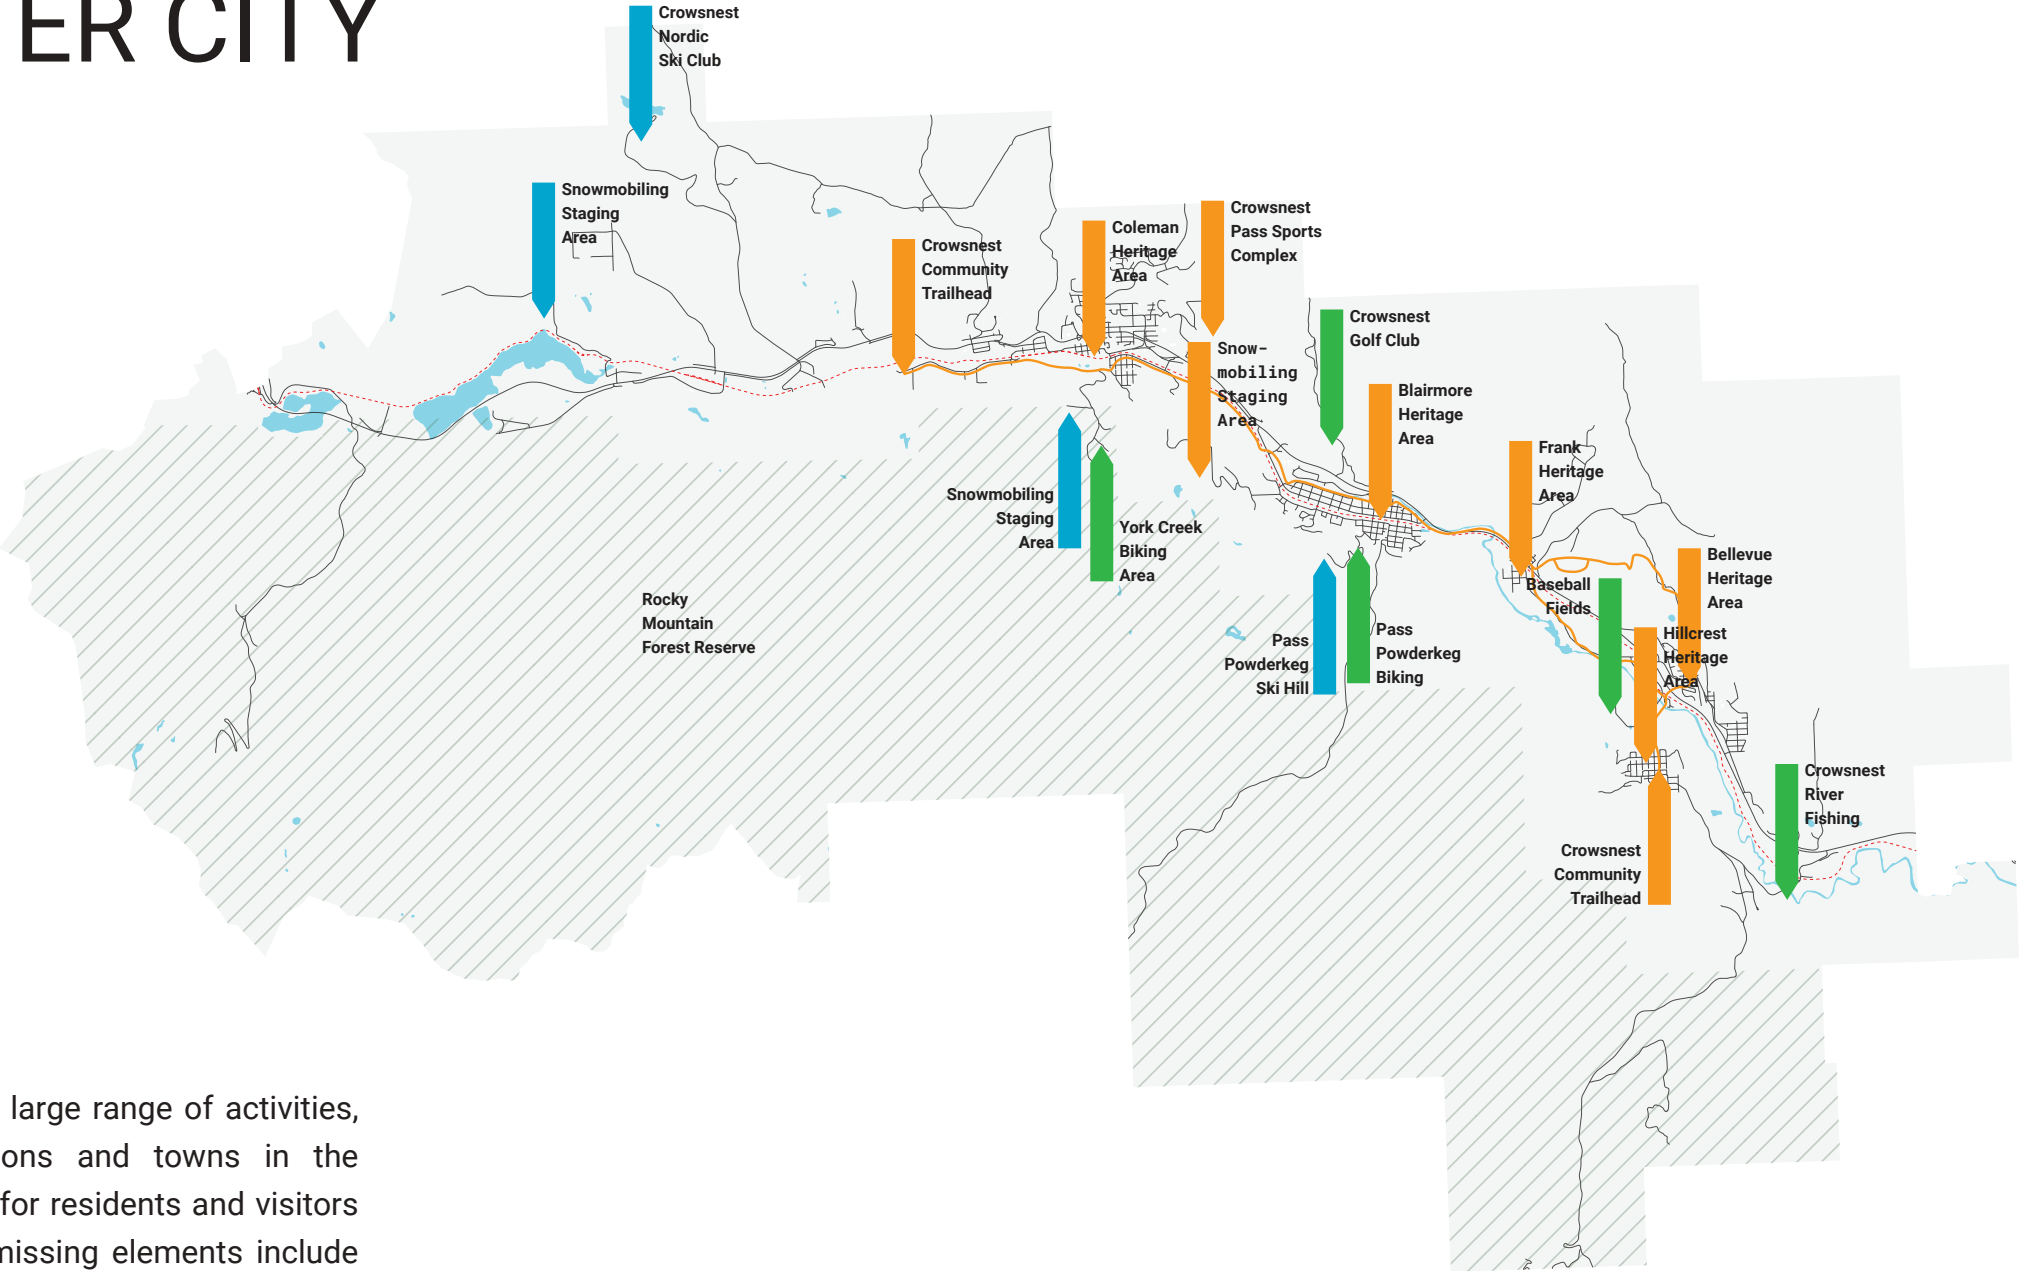 ER CITY
Crowsnest
Nordic
Ski Club
Snowmobiling
Staging
Area
Crowsnest
Community
Trailhead
Coleman
Heritage
Area
Crowsnest
Pass Sports
Complex
Snow-
mobiling
Staging
Area
Crowsnest
Golf Club
Blairmore
Heritage
Area
Frank
Heritage
Area
Snowmobiling
Staging
Area
York Creek
Biking
Area
Bellevue
Heritage
Area
Baseball
Fields
Rocky
Mountain
Forest Reserve
Pass
Powderkeg
Ski Hill
Pass
Powderkeg
Biking
Hillcrest
Heritage
Area
Crowsnest
River
Fishing
Crowsnest
Community
Trailhead
large range of activities,
ons and towns in the
for residents and visitors
missing elements include